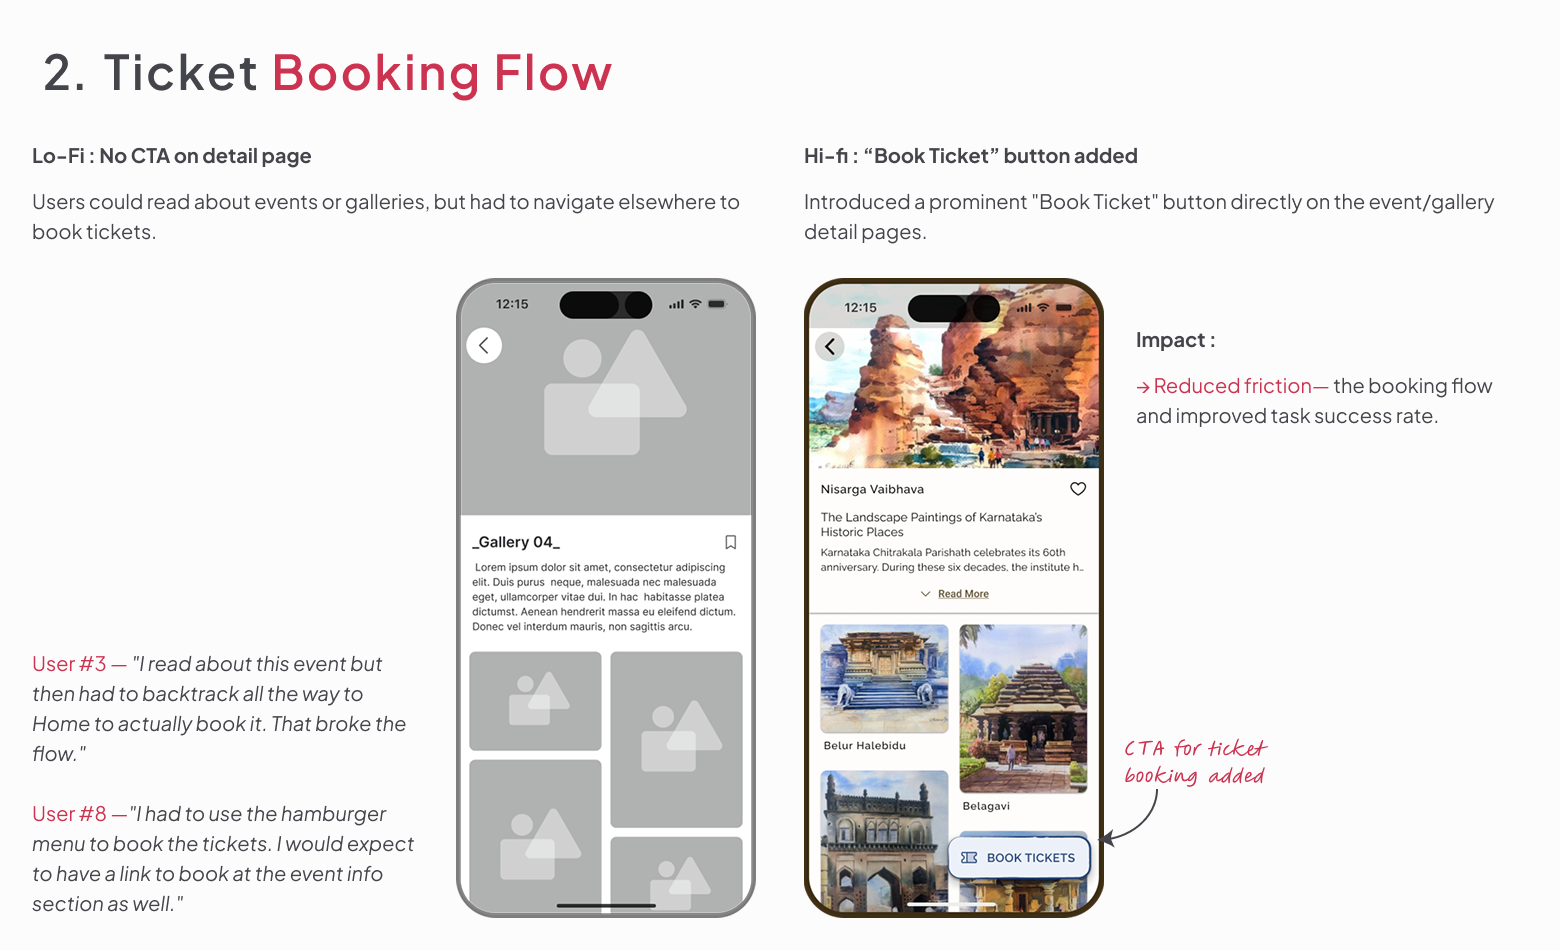 2. Ticket Booking Flow
Lo-Fi : No CTA on detail page
Users could read about events or galleries, but had to navigate elsewhere to
book tickets.
User #3 — "I read about this event but
then had to backtrack all the way to
Home to actually book it. That broke the
flow."
User #8 —"I had to use the hamburger
menu to book the tickets. I would expect
to have a link to book at the event info
section as well."
12:15
_Gallery 04_
Lorem ipsum dolor sit amet, consectetur adipiscing
elit. Duis purus  neque, malesuada nec malesuada
eget, ullamcorper vitae dui. In hac  habitasse platea
dictumst. Aenean hendrerit massa eu eleifend dictum.
Donec vel interdum mauris, non sagittis arcu.
Hi-fi : “Book Ticket” button added
Introduced a prominent "Book Ticket" button directly on the event/gallery
detail pages.
12:15
Nisarga Vaibhava
The Landscape Paintings of Karnataka's
Historic Places
Karnataka Chitrakala Parishath celebrates its 60th
anniversary. During these six decades, the institute h..
Read More
Belur Halebidu
Belagavi
BOOK TICKETS
Impact :
→ Reduced friction— the booking flow
and improved task success rate.
CTA for ticket
booking added